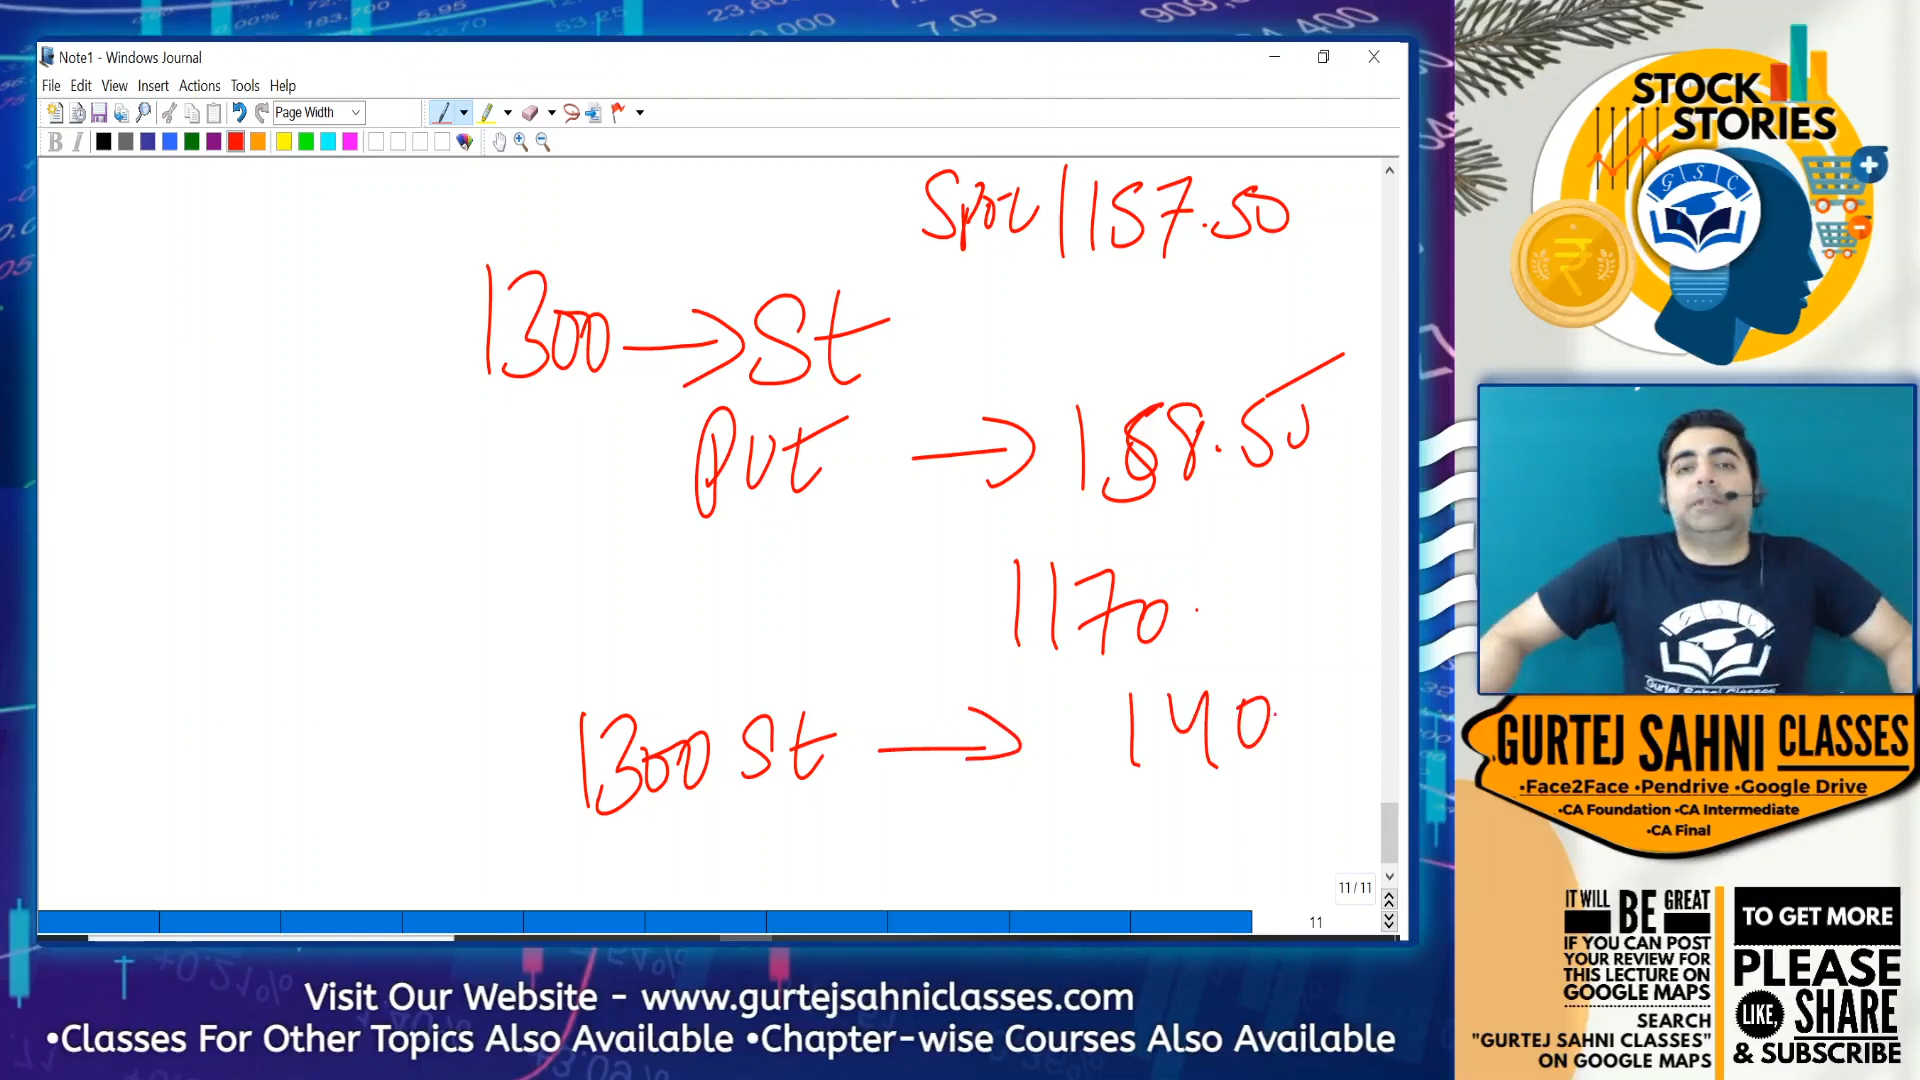 Note1 - Windows Journal
File Edit View Insert Actions Tools Help
Page Width
B I
Spot 1157.50
1300 → St
Put → 158.50
1170
1300 St → 140
11 / 11
11
STOCK
STORIES
GSC
GSC
GURTEJ SAHNI CLASSES
•Face2Face •Pendrive •Google Drive
•CA Foundation •CA Intermediate
•CA Final
IT WILL BE GREAT
IF YOU CAN POST
YOUR REVIEW FOR
THIS LECTURE ON
GOOGLE MAPS
SEARCH
"GURTEJ SAHNI CLASSES"
ON GOOGLE MAPS
TO GET MORE
PLEASE
LIKE, SHARE
& SUBSCRIBE
Visit Our Website - www.gurtejsahniclasses.com
•Classes For Other Topics Also Available •Chapter-wise Courses Also Available